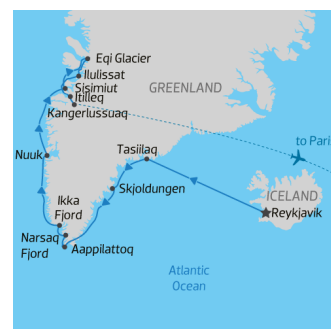 Eqi Glacier
Ilulissat
Sisimiut
Itilleq
Kangerlussuaq
GREENLAND
to Pari
Nuuk
Tasiilaq
Skjoldungen
ICELAND
Reykjavik
Ikka
Fjord
Narsaq
Fjord
Aappilattoq
Atlantic
Ocean